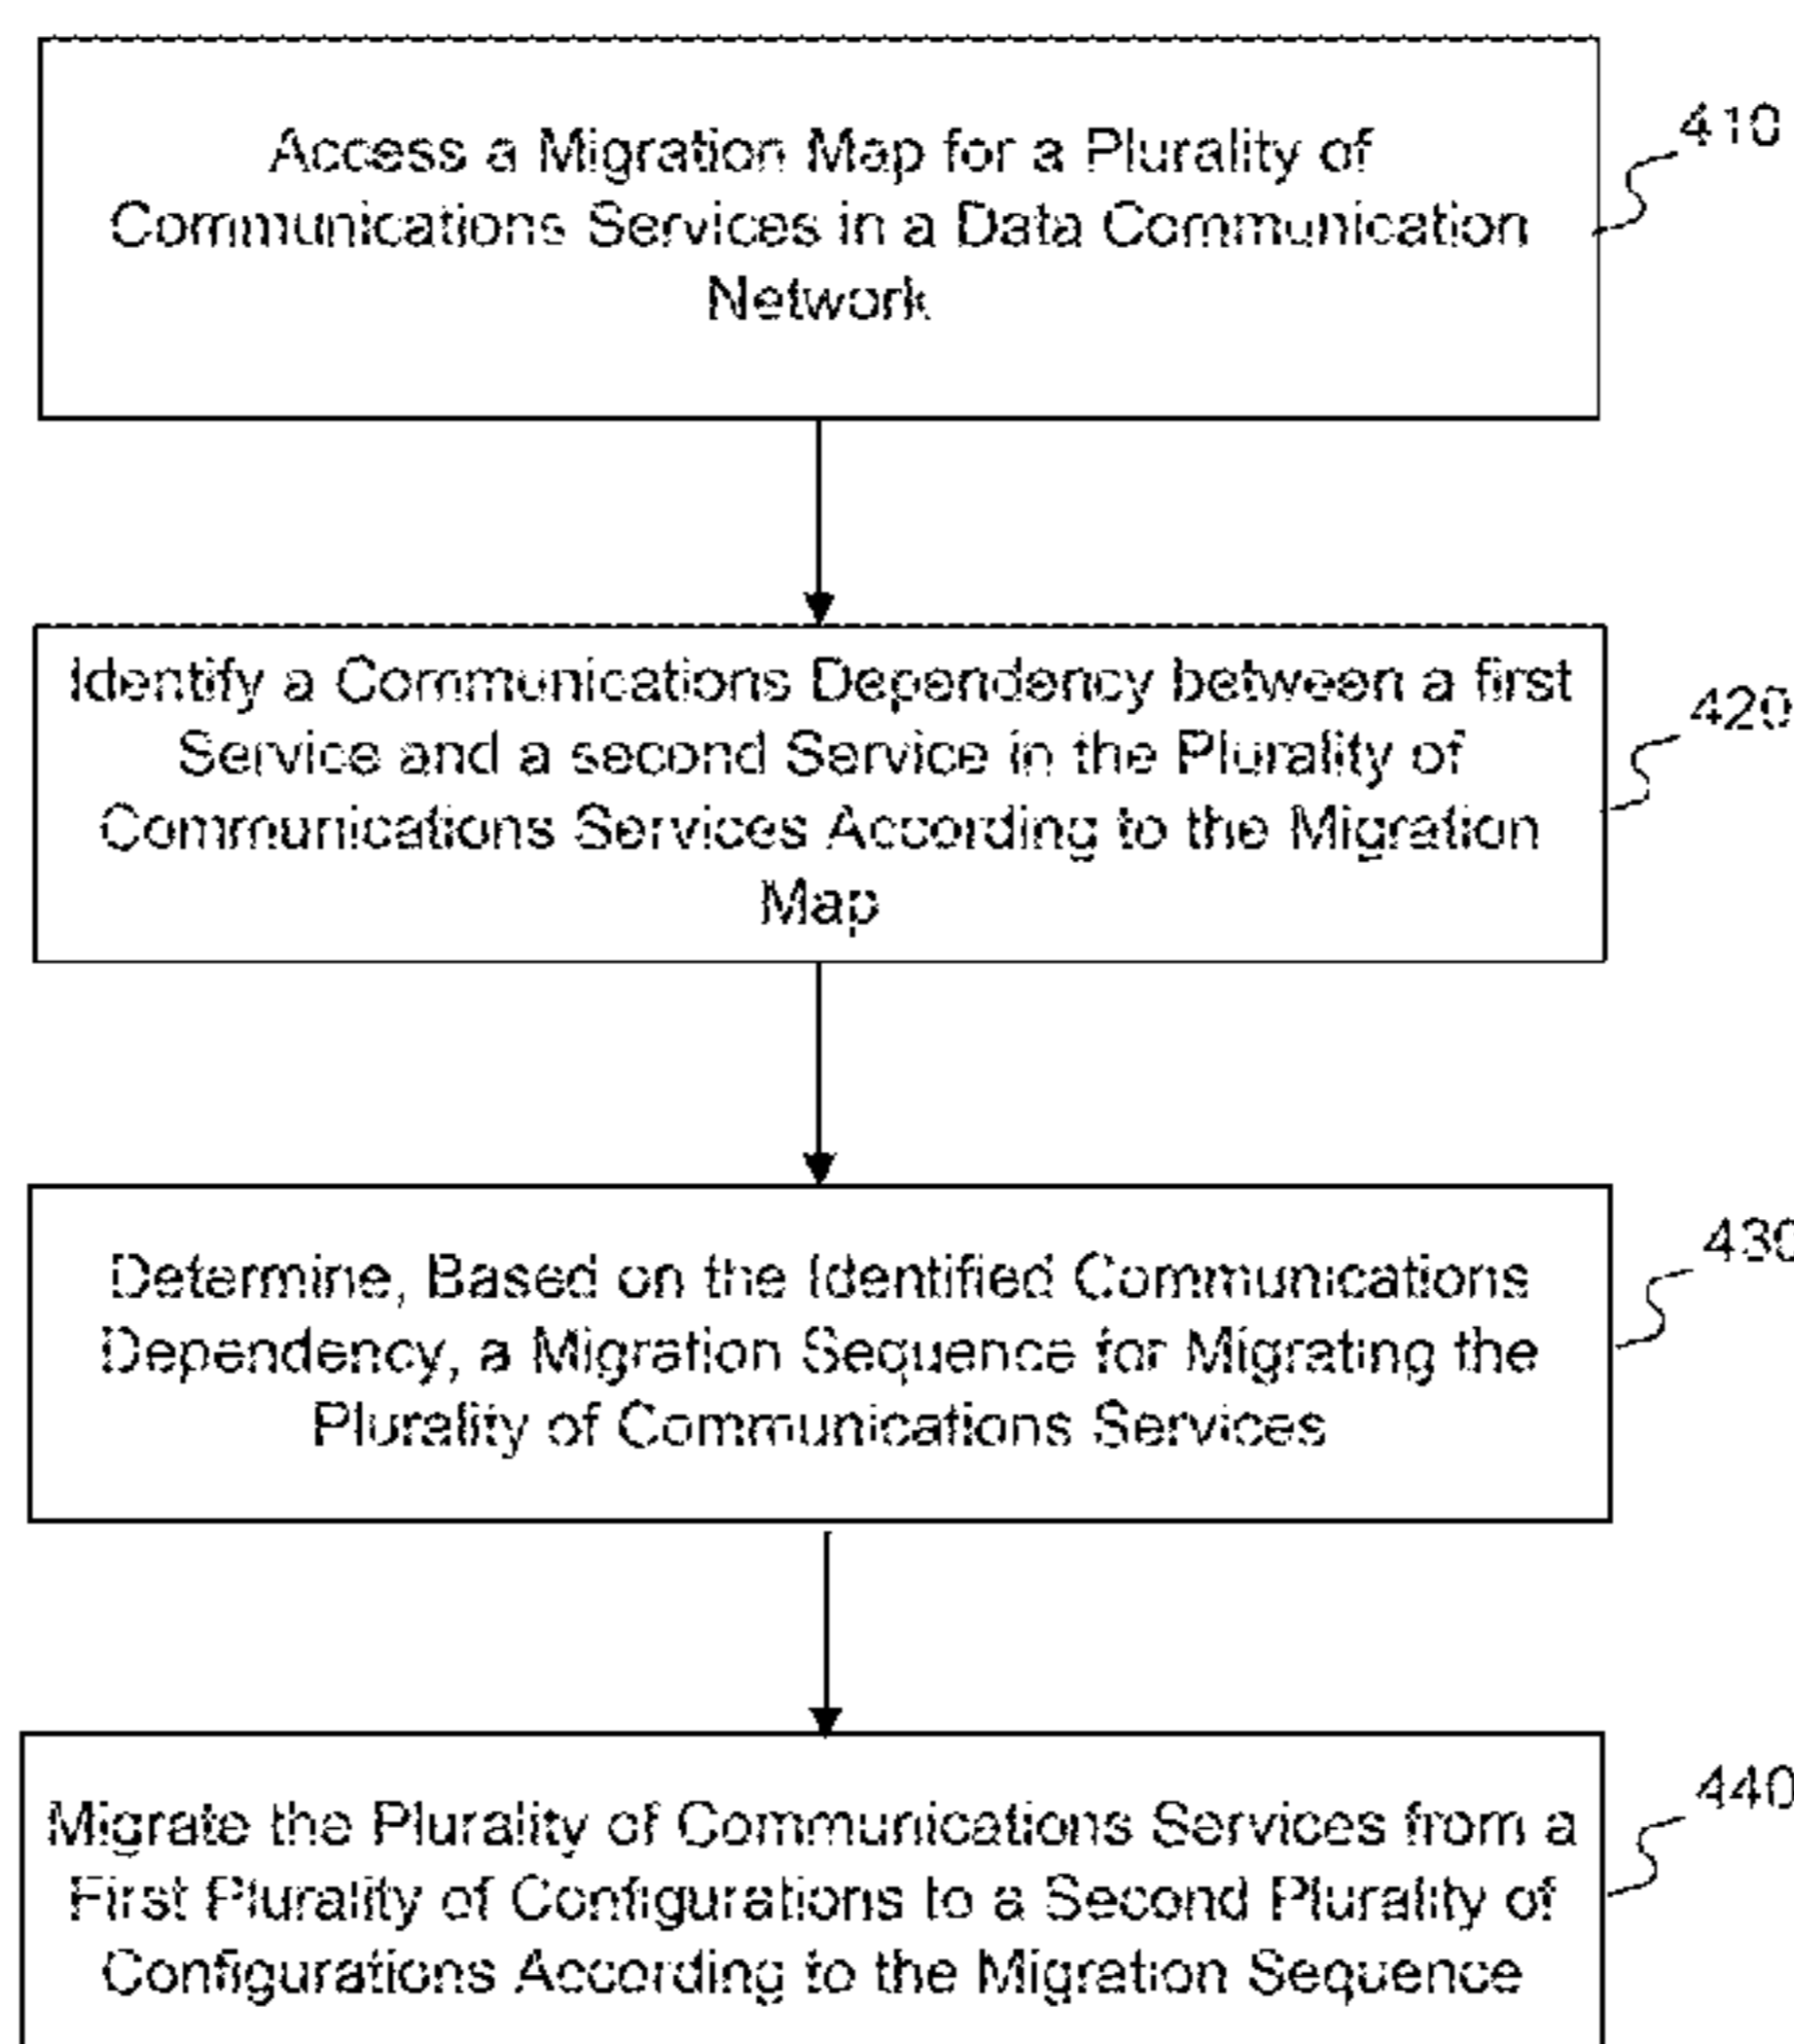 Access a Migration Map for a Plurality of
Communications Services in a Data Communication
Network
410
Identify a Communications Dependency between a first
Service and a second Service in the Plurality of
Communications Services According to the Migration
Map
420
Determine, Based on the Identified Communications
Dependency, a Migration Sequence for Migrating the
Plurality of Communications Services
430
Migrate the Plurality of Communications Services from a
First Plurality of Configurations to a Second Plurality of
Configurations According to the Migration Sequence
440